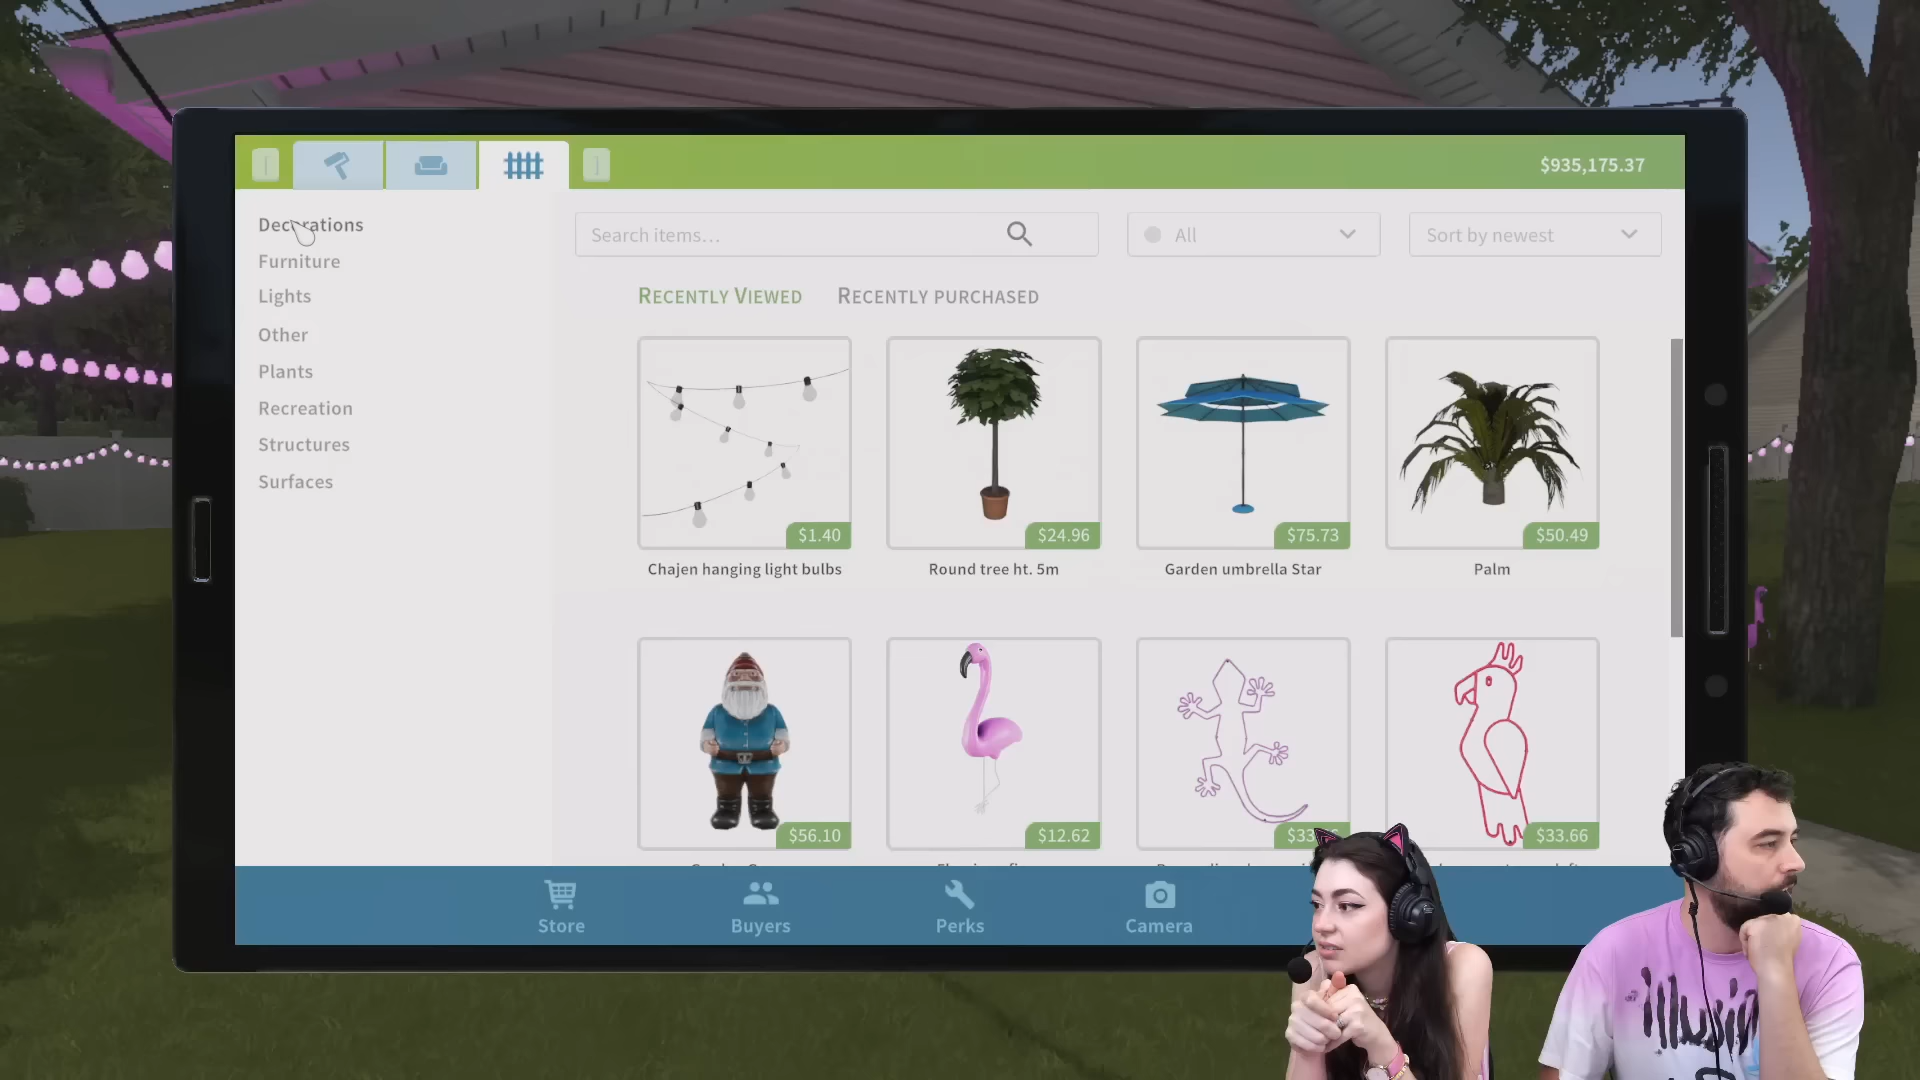 $935,175.37
Decorations
Furniture
Lights
Other
Plants
Recreation
Structures
Surfaces
Search items...
All
Sort by newest
RECENTLY VIEWED
RECENTLY PURCHASED
$1.40
$24.96
$75.73
$50.49
Chajen hanging light bulbs
Round tree ht. 5m
Garden umbrella Star
Palm
$56.10
$12.62
$33.66
Store
Buyers
Perks
Camera